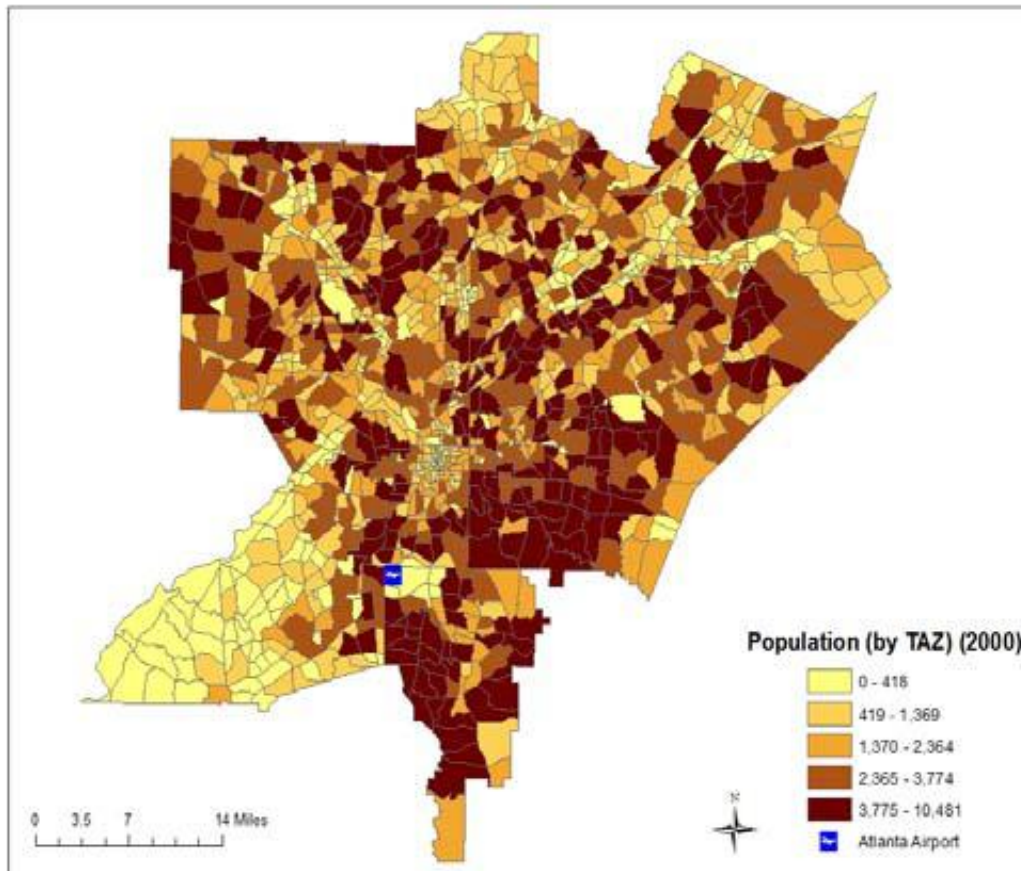 Population (by TAZ) (2000)
0 - 418
419 - 1,369
1,370 - 2,364
2,365 - 3,774
3,775 - 10,481
Atlanta Airport
0 3.5 7 14 Miles
N